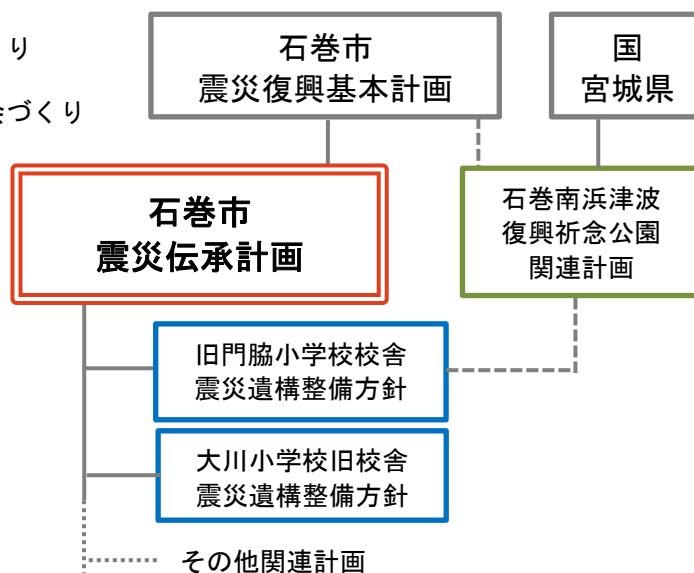 り
づくり
石巻市
震災復興基本計画
国
宮城県
石巻市
震災伝承計画
石巻南浜津波
復興祈念公園
関連計画
旧門脇小学校校舎
震災遺構整備方針
大川小学校旧校舎
震災遺構整備方針
その他関連計画